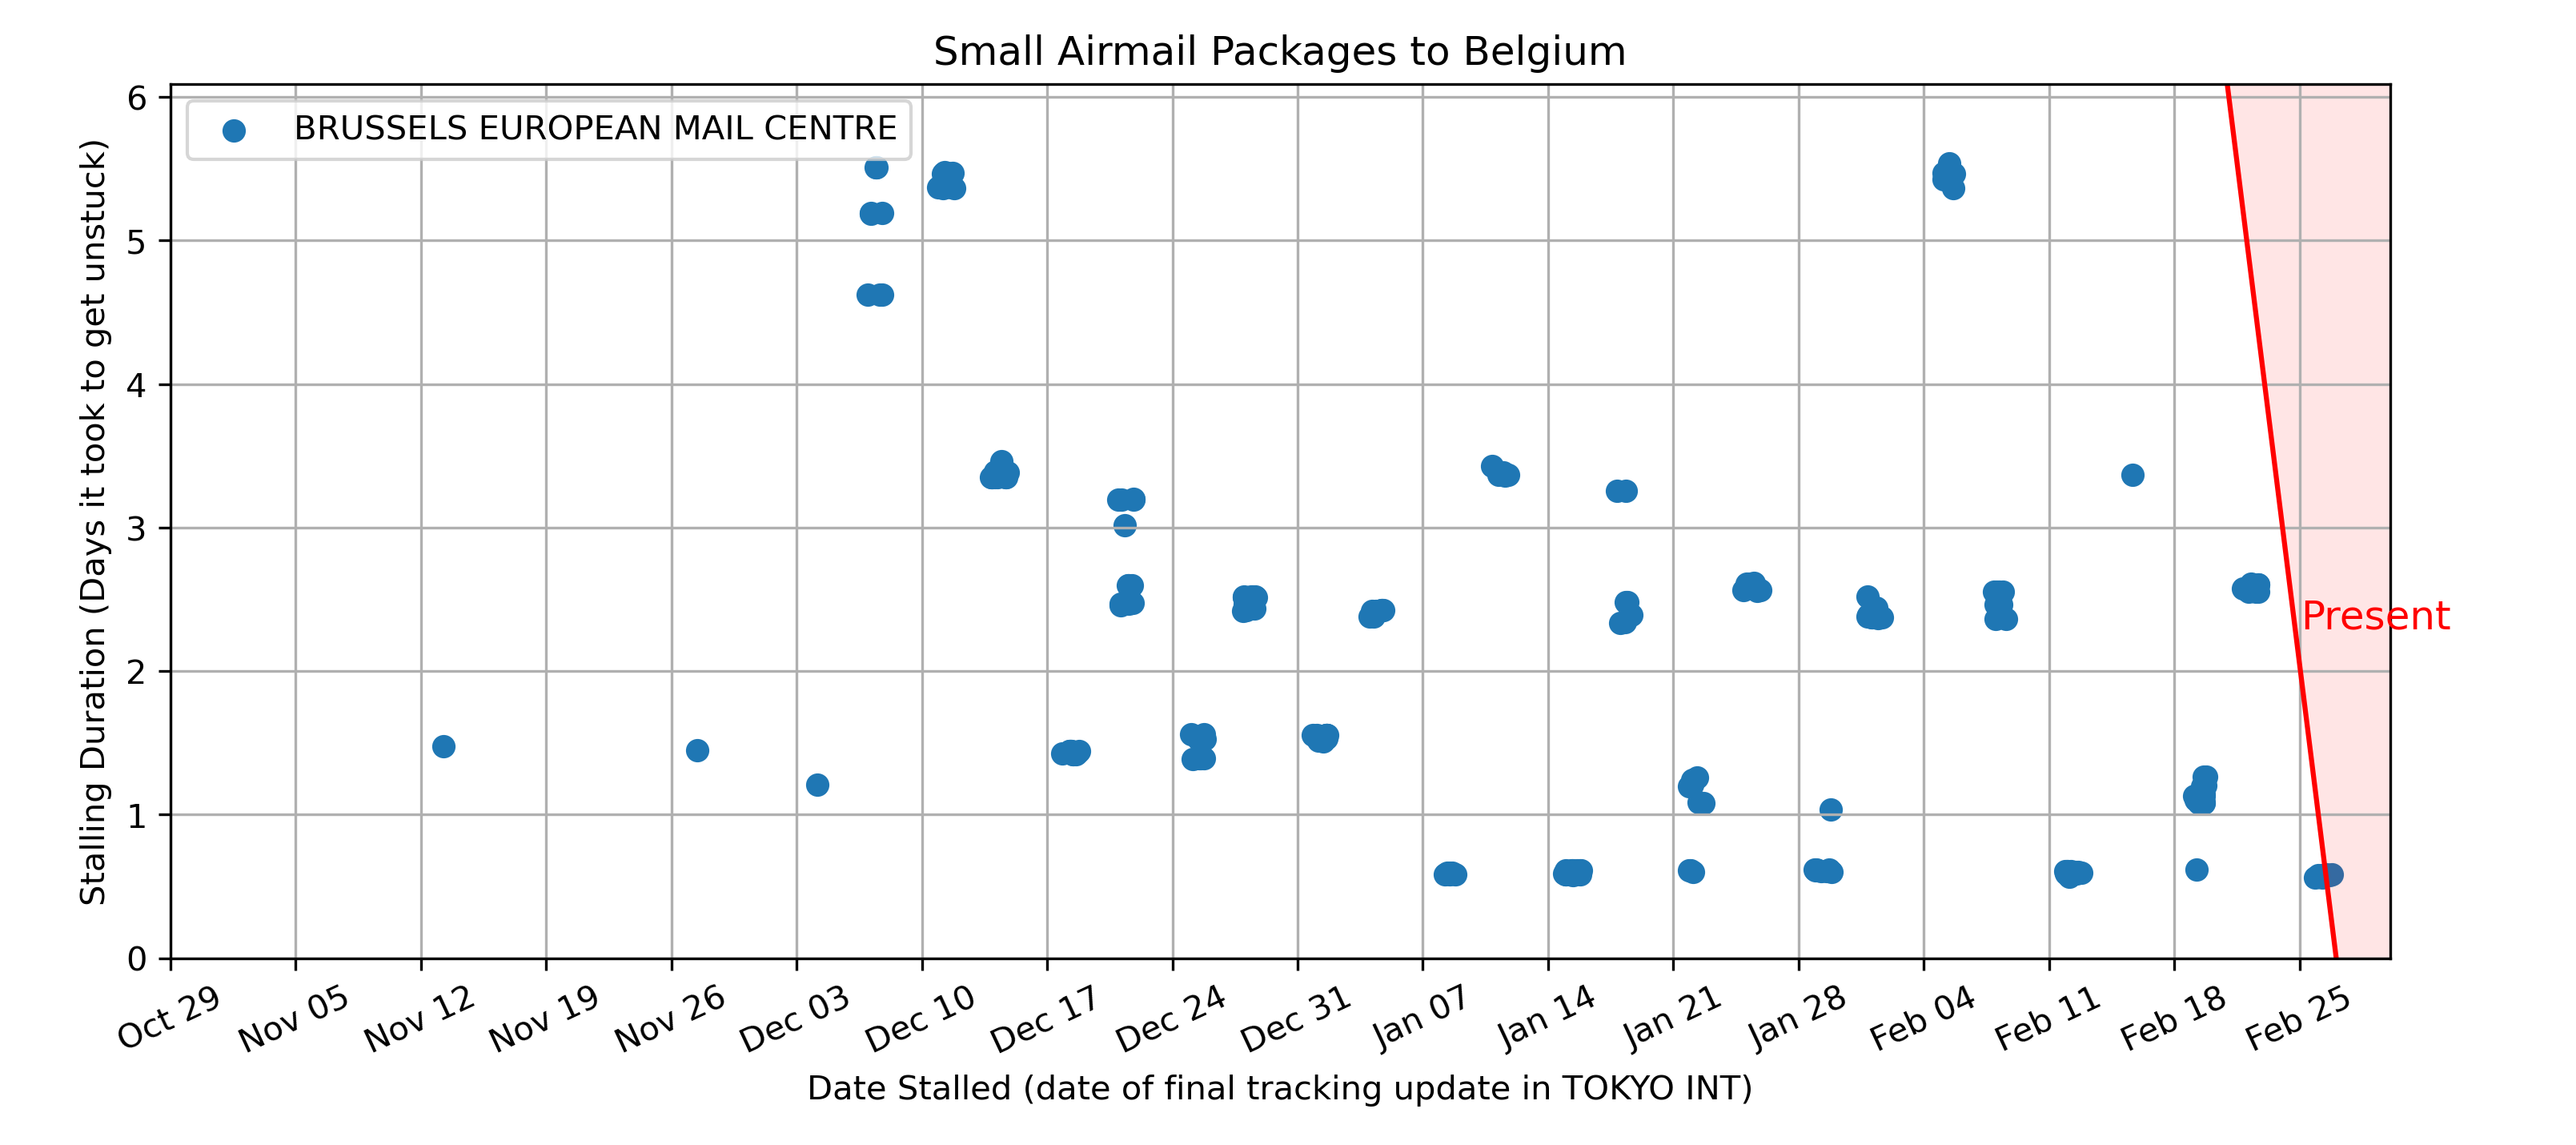 Small Airmail Packages to Belgium
BRUSSELS EUROPEAN MAIL CENTRE
Stalling Duration (Days it took to get unstuck)
6
5
4
3
2
1
0
Present
Oct 29
Nov 05
Nov 12
Nov 19
Nov 26
Dec 03
Dec 10
Dec 17
Dec 24
Dec 31
Jan 07
Jan 14
Jan 21
Jan 28
Feb 04
Feb 11
Feb 18
Feb 25
Date Stalled (date of final tracking update in TOKYO INT)